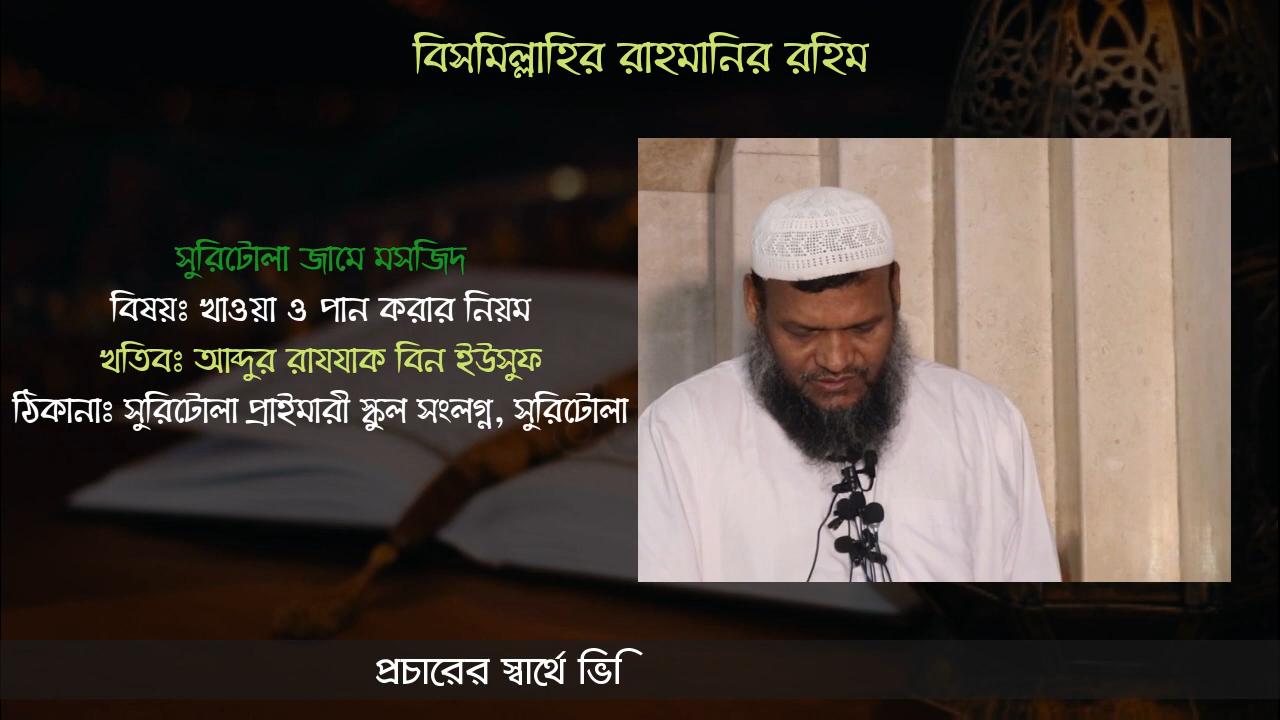 বিসমিল্লাহির রাহমানির রহিম
সুরিটোলা জামে মসজিদ
বিষয়ঃ খাওয়া ও পান করার নিয়ম
খতিবঃ আব্দুর রাযযাক বিন ইউসুফ
ঠিকানাঃ সুরিটোলা প্রাইমারী স্কুল সংলগ্ন, সুরিটোলা
প্রচারের স্বার্থে ভি